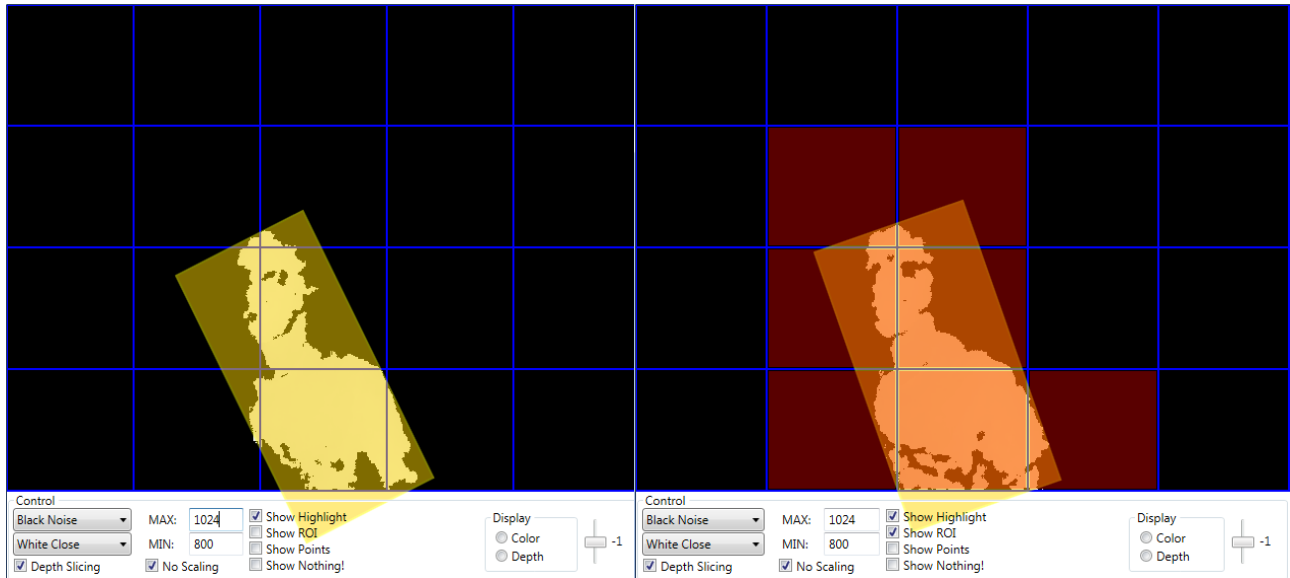 Control
Black Noise MAX: 1024 Show Highlight
Show ROI
White Close MIN: 800 Show Points
Depth Slicing No Scaling Show Nothing!
Display
Color
Depth
-1
Control
Black Noise MAX: 1024 Show Highlight
Show ROI
White Close MIN: 800 Show Points
Depth Slicing No Scaling Show Nothing!
Display
Color
Depth
-1